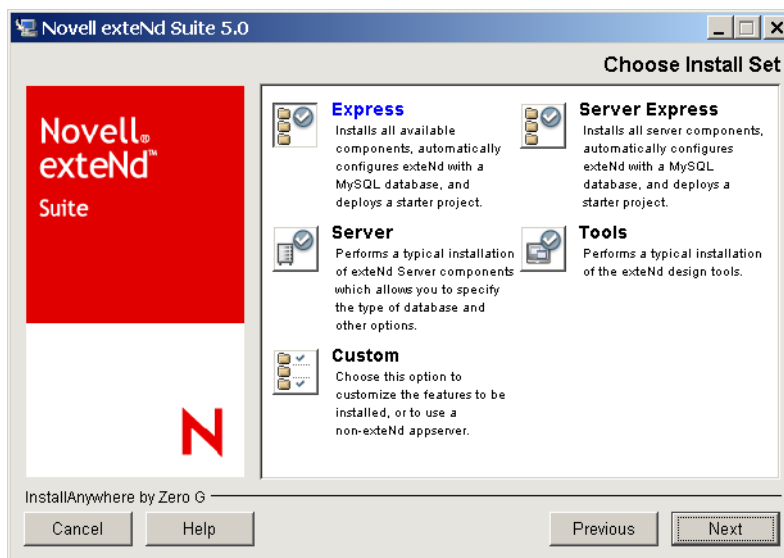 Novell exteNd Suite 5.0
Choose Install Set
Novell®
exteNd™
Suite
Express
Installs all available
components, automatically
configures exteNd with a
MySQL database, and
deploys a starter project.
Server Express
Installs all server components,
automatically configures
exteNd with a MySQL
database, and deploys a
starter project.
Server
Performs a typical installation
of exteNd Server components
which allows you to specify
the type of database and
other options.
Tools
Performs a typical installation
of the exteNd design tools.
Custom
Choose this option to
customize the features to be
installed, or to use a
non-exteNd appserver.
N
InstallAnywhere by Zero G
Cancel
Help
Previous
Next